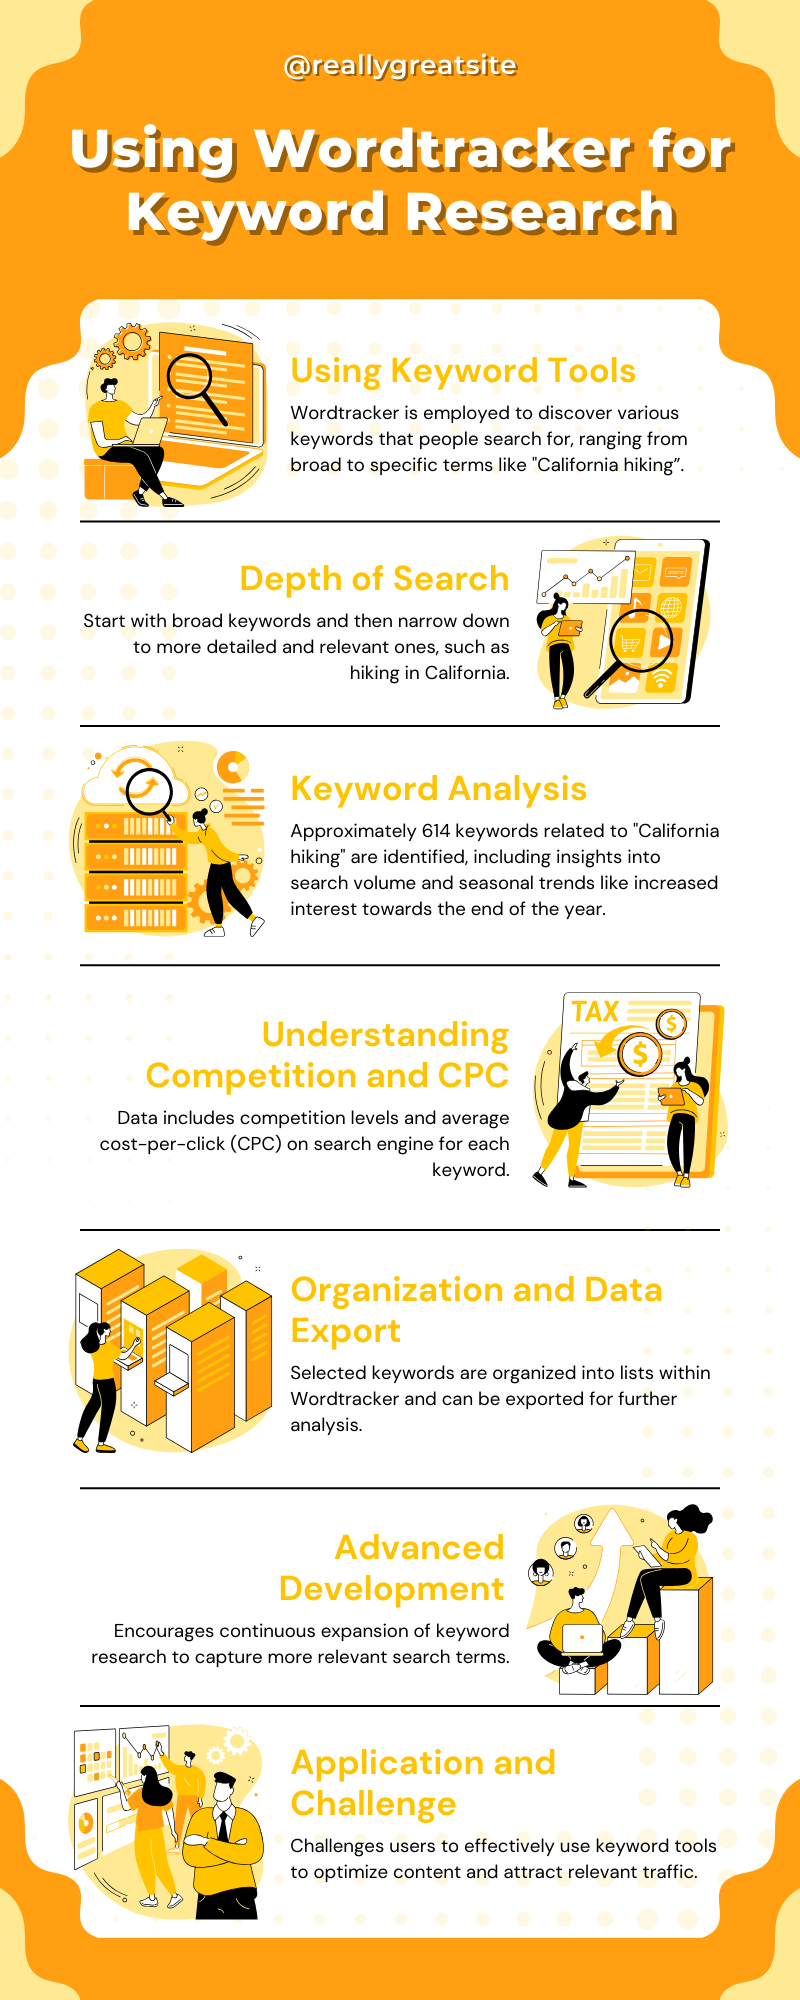 @reallygreatsite
Using Wordtracker for
Keyword Research
Using Keyword Tools
Wordtracker is employed to discover various
keywords that people search for, ranging from
broad to specific terms like "California hiking”.
Depth of Search
Start with broad keywords and then narrow down
to more detailed and relevant ones, such as
hiking in California.
Keyword Analysis
Approximately 614 keywords related to "California
hiking" are identified, including insights into
search volume and seasonal trends like increased
interest towards the end of the year.
TAX
$
$
Understanding
Competition and CPC
Data includes competition levels and average
cost-per-click (CPC) on search engine for each
keyword.
Organization and Data
Export
Selected keywords are organized into lists within
Wordtracker and can be exported for further
analysis.
Advanced
Development
Encourages continuous expansion of keyword
research to capture more relevant search terms.
Application and
Challenge
Challenges users to effectively use keyword tools
to optimize content and attract relevant traffic.